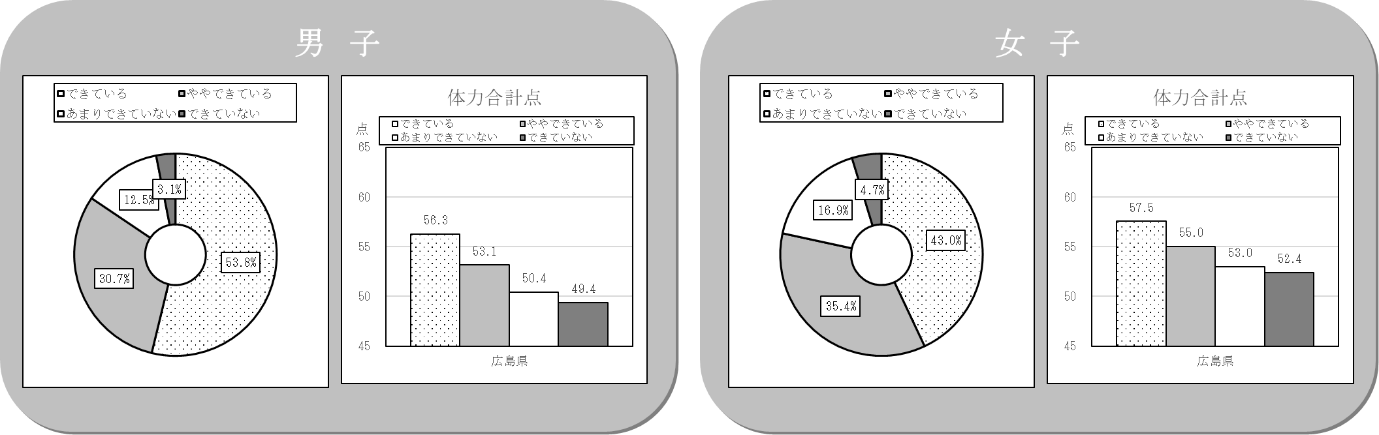 男 子
できている ややできている
あまりできていない できていない
3.1%
12.5%
53.8%
30.7%
体力合計点
できている ややできている
あまりできていない できていない
点
65
60
56.3
55
53.1
50.4
50
49.4
45
広島県
女 子
できている ややできている
あまりできていない できていない
4.7%
16.9%
43.0%
35.4%
体力合計点
できている ややできている
あまりできていない できていない
点
65
60
57.5
55
55.0
53.0
52.4
50
45
広島県